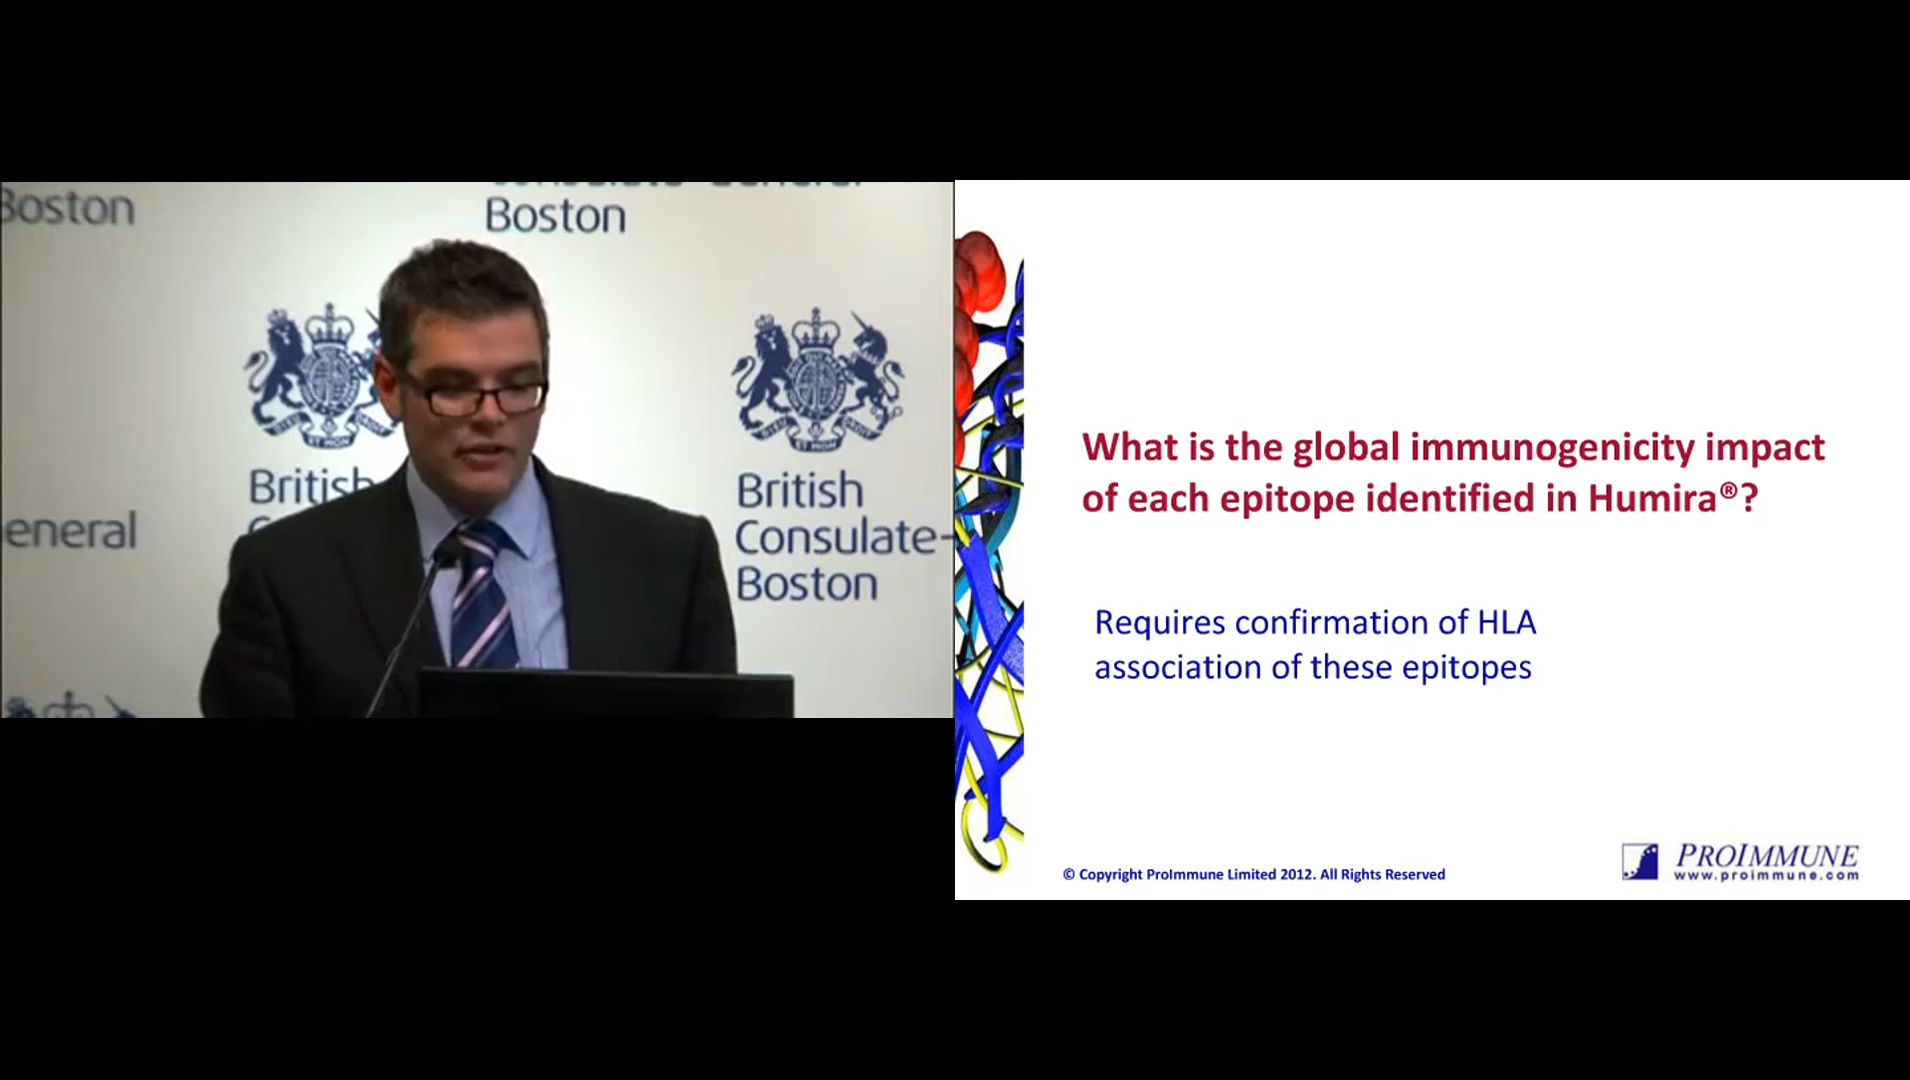 Boston
Boston
British
British
Consulate-
Boston
eneral
What is the global immunogenicity impact
of each epitope identified in Humira®?
Requires confirmation of HLA
association of these epitopes
© Copyright ProImmune Limited 2012. All Rights Reserved
PROIMMUNE
www.proimmune.com